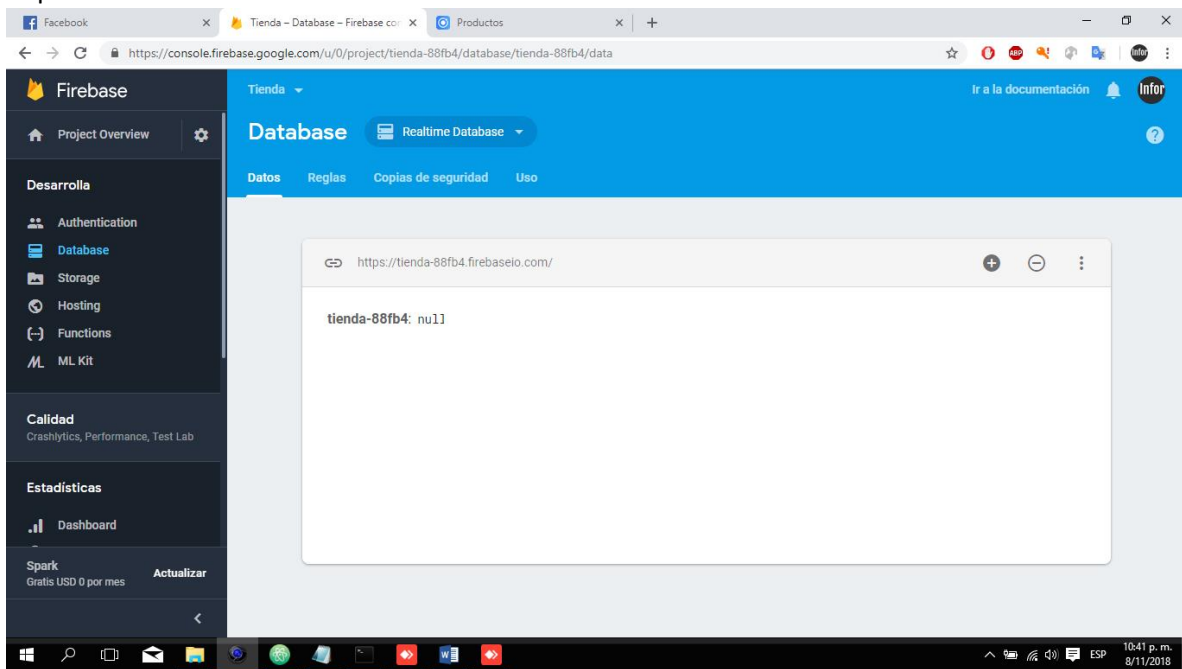 Facebook
Tienda – Database – Firebase con
Productos
https://console.firebase.google.com/u/0/project/tienda-88fb4/database/tienda-88fb4/data
ABP
Infor
Firebase
Tienda
Ir a la documentación
Infor
Project Overview
Database
Realtime Database
Desarrolla
Datos
Reglas
Copias de seguridad
Uso
Authentication
Database
Storage
Hosting
Functions
ML Kit
https://tienda-88fb4.firebaseio.com/
tienda-88fb4: null
Calidad
Crashlytics, Performance, Test Lab
Estadísticas
Dashboard
Spark
Gratis USD 0 por mes
Actualizar
ESP
10:41 p. m.
8/11/2018